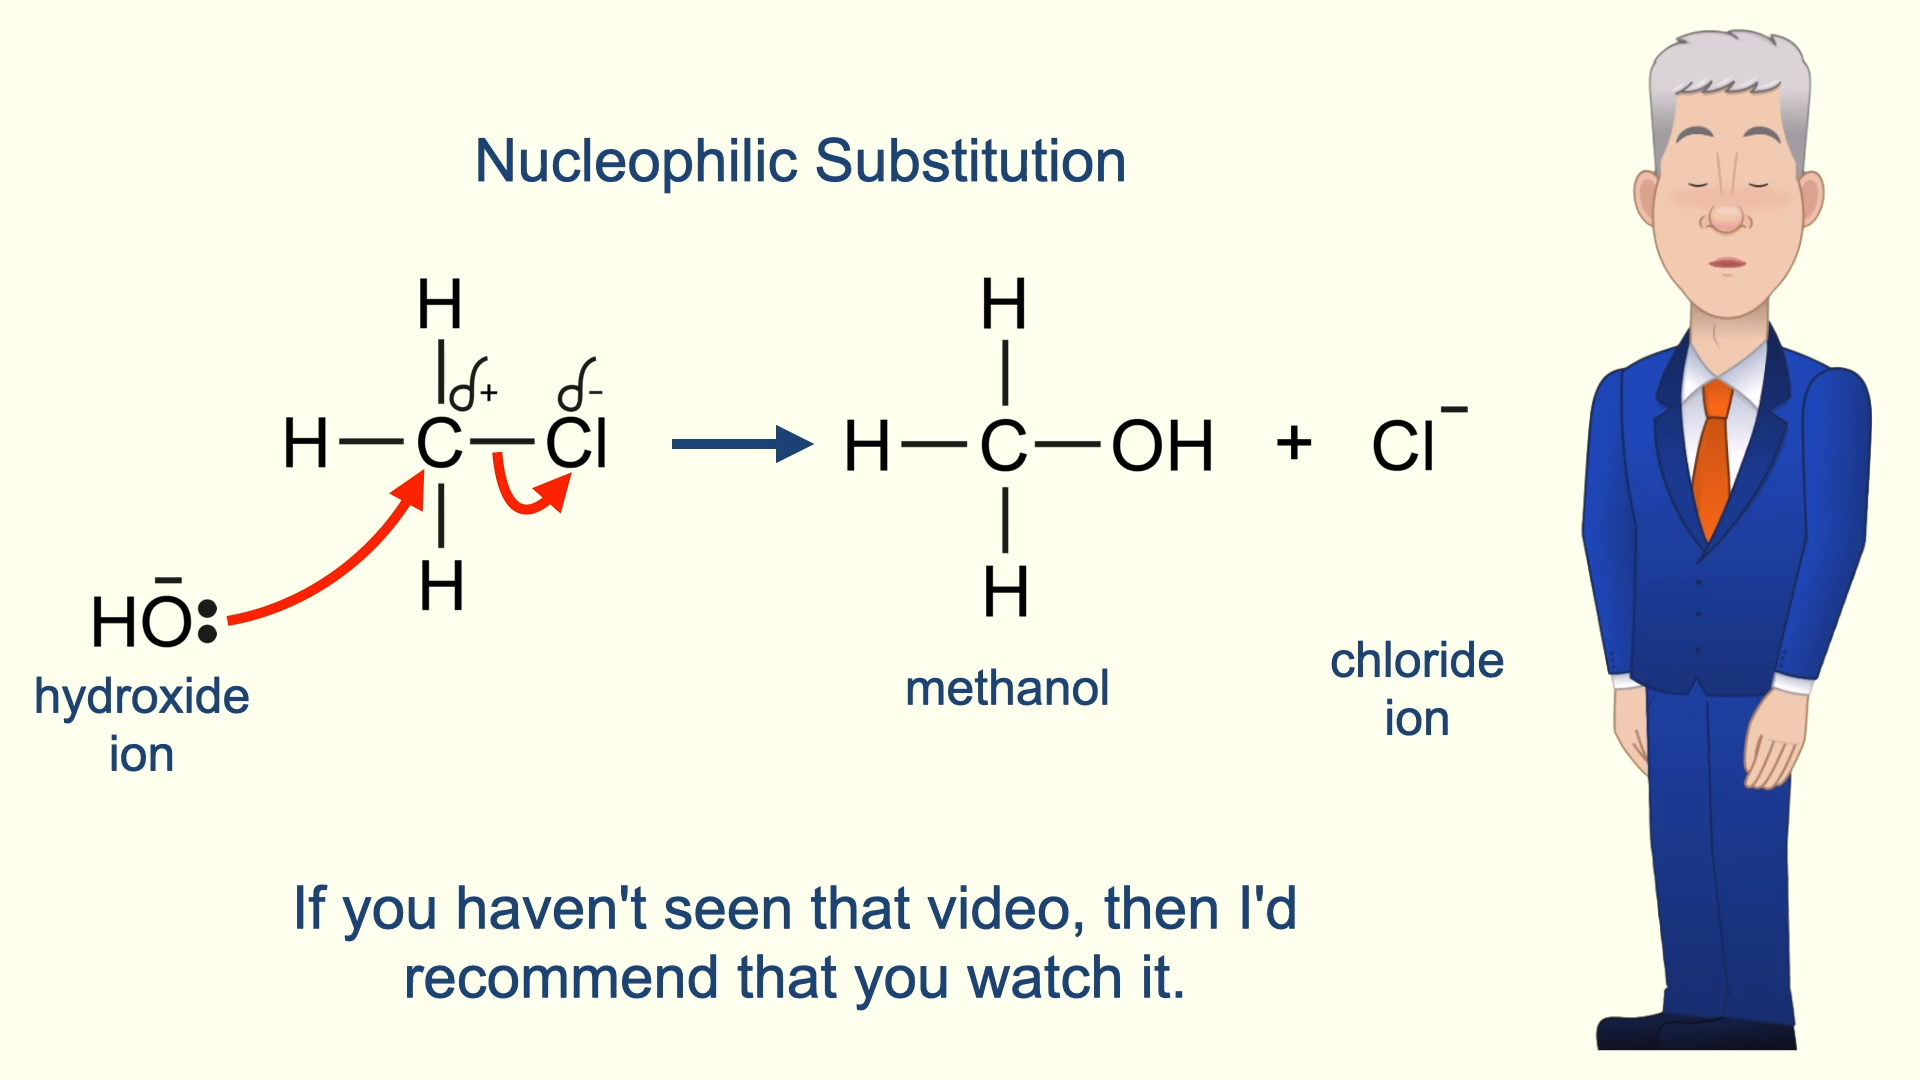 Nucleophilic Substitution
H
δ+ δ-
H—C—Cl
H
HO⁻:
hydroxide
ion
H
H—C—OH + Cl⁻
H
methanol
chloride
ion
If you haven't seen that video, then I'd
recommend that you watch it.